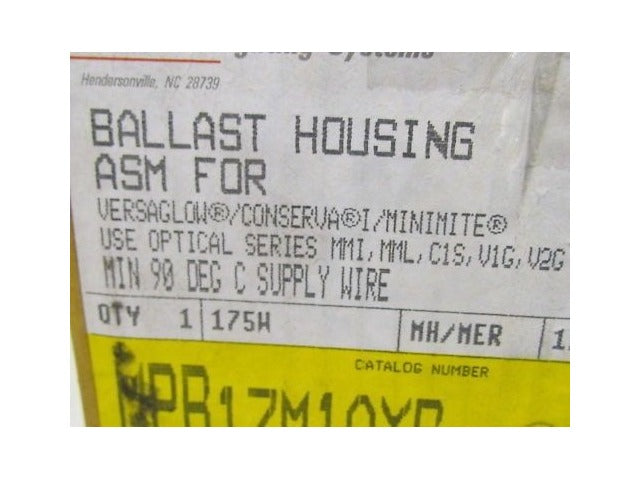 Systems
Hendersonville, NC 28739
BALLAST HOUSING
ASM FOR
VERSAGLOW®/CONSERVA®I/MINIMITE®
USE OPTICAL SERIES MMI,MML,C1S,V1G,V2G
MIN 90 DEG C SUPPLY WIRE
QTY 1 175W MH/MER
CATALOG NUMBER